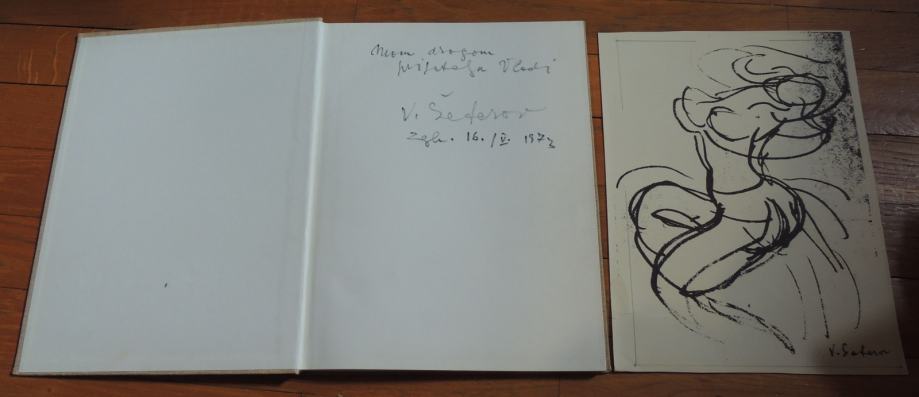 Mom dragom
prijatelju Vladi
V. Šeferov
Zgb. 16./V. 1973
V. Šeferov